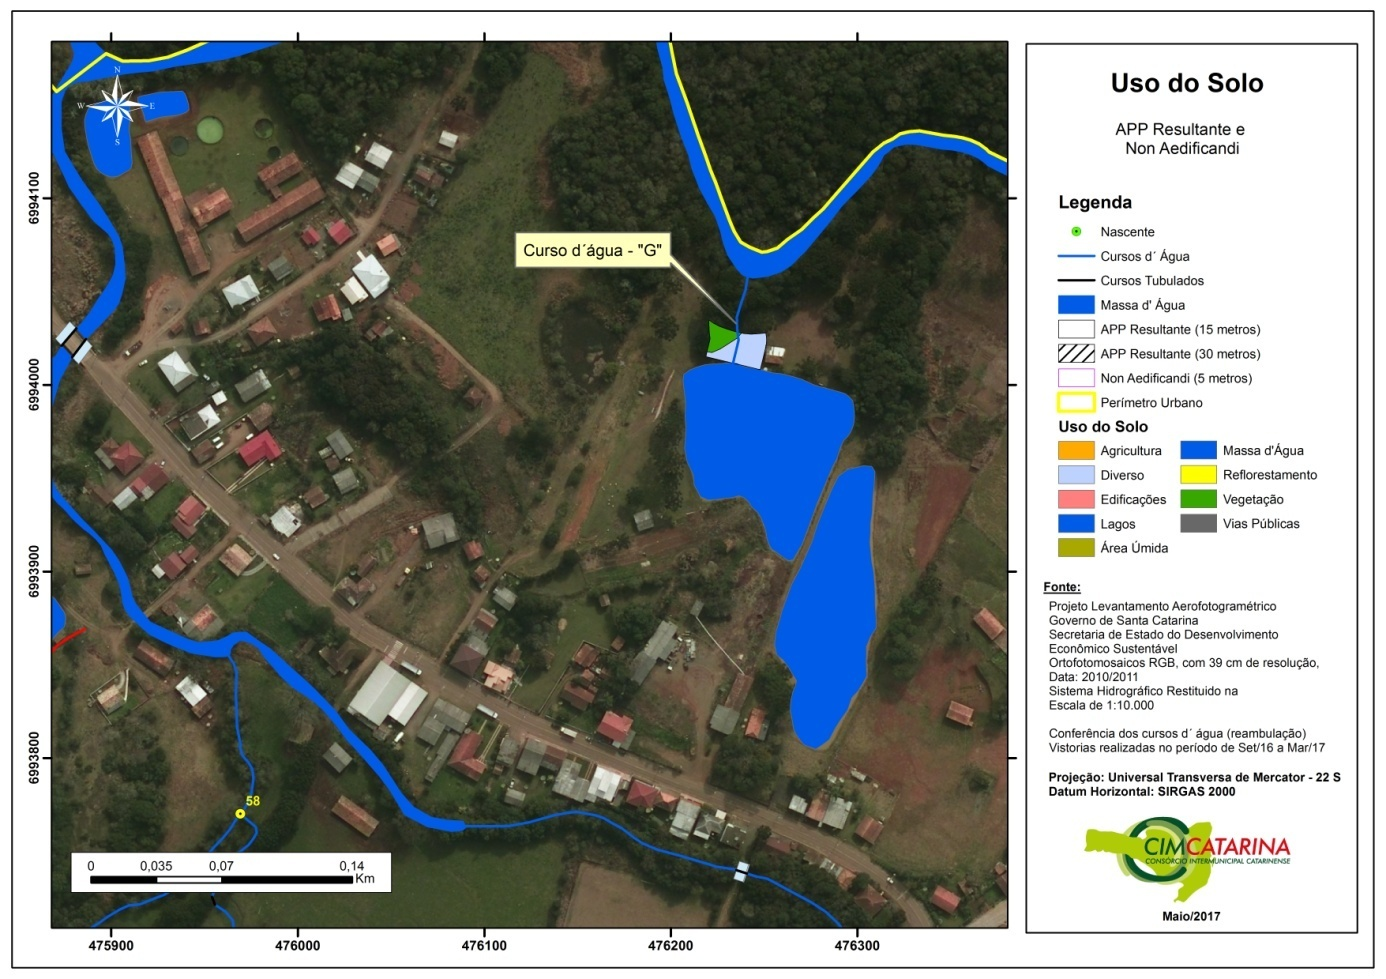 Uso do Solo
APP Resultante e
Non Aedificandi
Legenda
Nascente
Cursos d´ Água
Cursos Tubulados
Massa d' Água
APP Resultante (15 metros)
APP Resultante (30 metros)
Non Aedificandi (5 metros)
Perímetro Urbano
Uso do Solo
Agricultura
Massa d'Água
Diverso
Reflorestamento
Edificações
Vegetação
Lagos
Vias Públicas
Área Úmida
Fonte:
Projeto Levantamento Aerofotogramétrico
Governo de Santa Catarina
Secretaria de Estado do Desenvolvimento
Econômico Sustentável
Ortofotomosaicos RGB, com 39 cm de resolução,
Data: 2010/2011
Sistema Hidrográfico Restituido na
Escala de 1:10.000
Conferência dos cursos d´ água (reambulação)
Vistorias realizadas no período de Set/16 a Mar/17
Projeção: Universal Transversa de Mercator - 22 S
Datum Horizontal: SIRGAS 2000
CIMCATARINA
CONSÓRCIO INTERMUNICIPAL CATARINENSE
Maio/2017
N
W E
S
Curso d´água - "G"
58
0 0,035 0,07 0,14
Km
6994100
6994000
6993900
6993800
475900 476000 476100 476200 476300